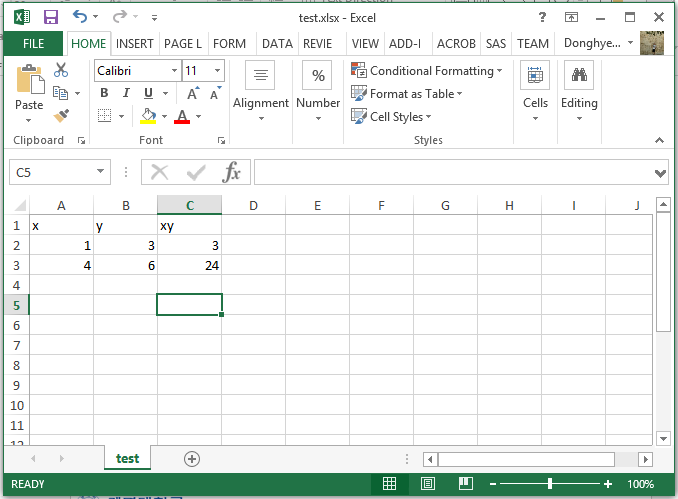 test.xlsx - Excel
FILE HOME INSERT PAGE L FORM DATA REVIE VIEW ADD-I ACROB SAS TEAM Donghye...
Paste
Clipboard
Calibri 11
B I U A A
A
Font
Alignment
%
Number
Conditional Formatting
Format as Table
Cell Styles
Styles
Cells
Editing
C5 fx
A B C D E F G H I J
1 x y xy
2 1 3 3
3 4 6 24
4
5
6
7
8
9
10
11
12
test
READY 100%